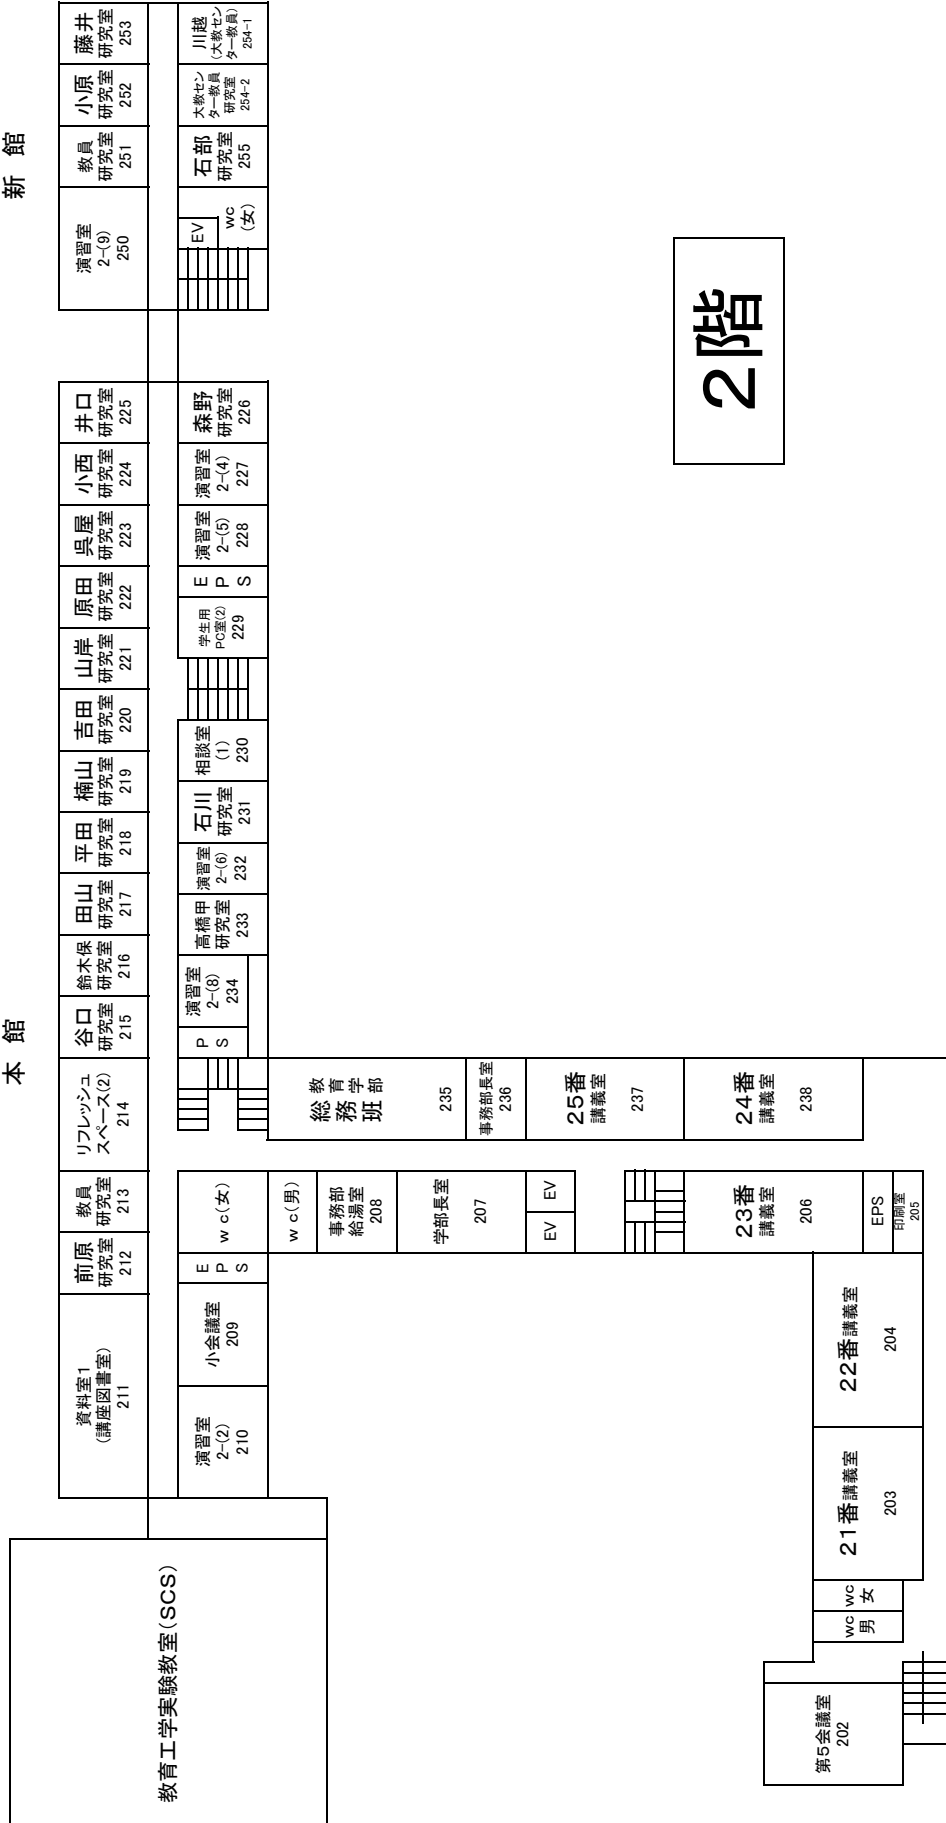 新 館
藤井
研究室
253
小原
研究室
252
教員
研究室
251
演習室
2-(9)
250
川越
(大教セン
ター教員)
254-1
大教セン
ター教員
研究室
254-2
石部
研究室
255
EV
wc
(女)
2階
本 館
井口
研究室
225
小西
研究室
224
呉屋
研究室
223
原田
研究室
222
山岸
研究室
221
吉田
研究室
220
楠山
研究室
219
平田
研究室
218
田山
研究室
217
鈴木保
研究室
216
谷口
研究室
215
リフレッシュ
スペース(2)
214
教員
研究室
213
前原
研究室
212
資料室1
(講座図書室)
211
森野
研究室
226
演習室
2-(4)
227
演習室
2-(5)
228
EPS
学生用
PC室(2)
229
相談室
(1)
230
石川
研究室
231
演習室
2-(6)
232
高橋甲
研究室
233
演習室
2-(8)
234
PS
教育学部
総務班
235
事務部長室
236
25番
講義室
237
24番
講義室
238
wc(女)
wc(男)
事務部
給湯室
208
学部長室
207
EV
EV
23番
講義室
206
EPS
印刷室
205
EPS
小会議室
209
演習室
2-(2)
210
22番講義室
204
21番講義室
203
wc
女
wc
男
第5会議室
202
教育工学実験教室(SCS)